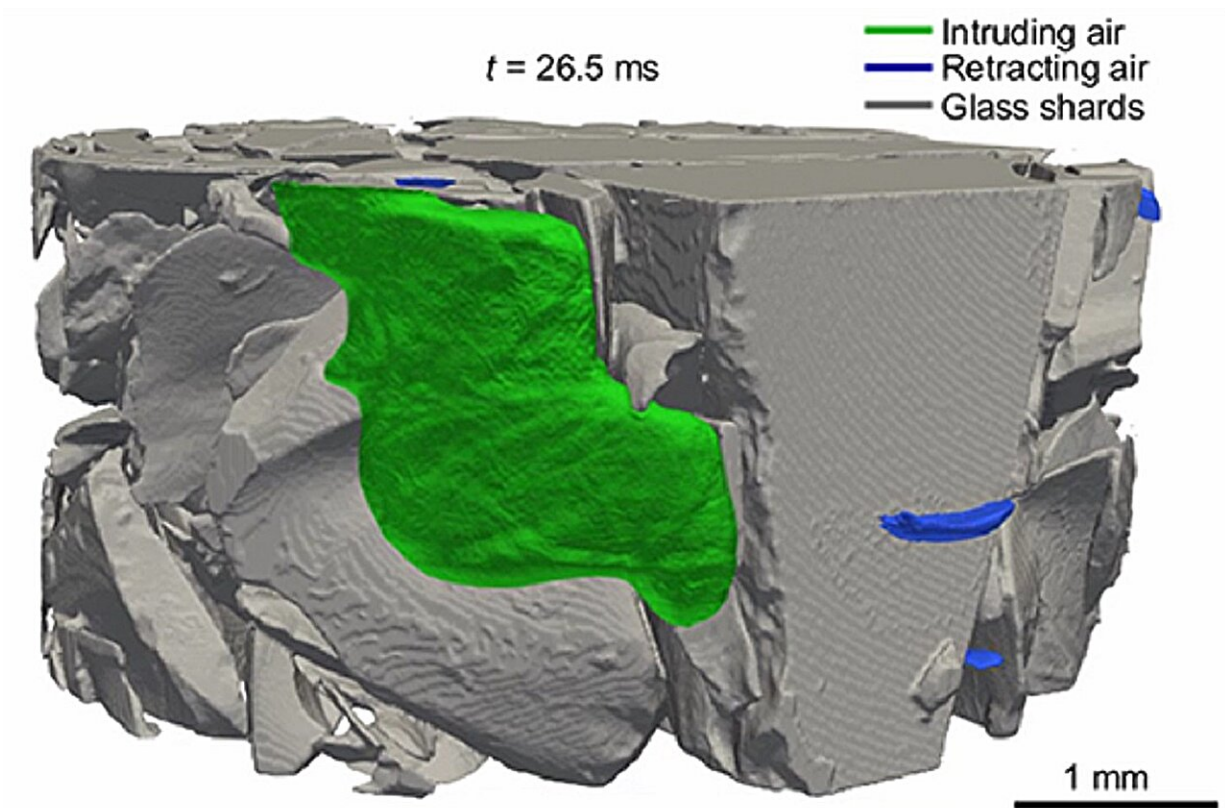 t = 26.5 ms
Intruding air
Retracting air
Glass shards
1 mm